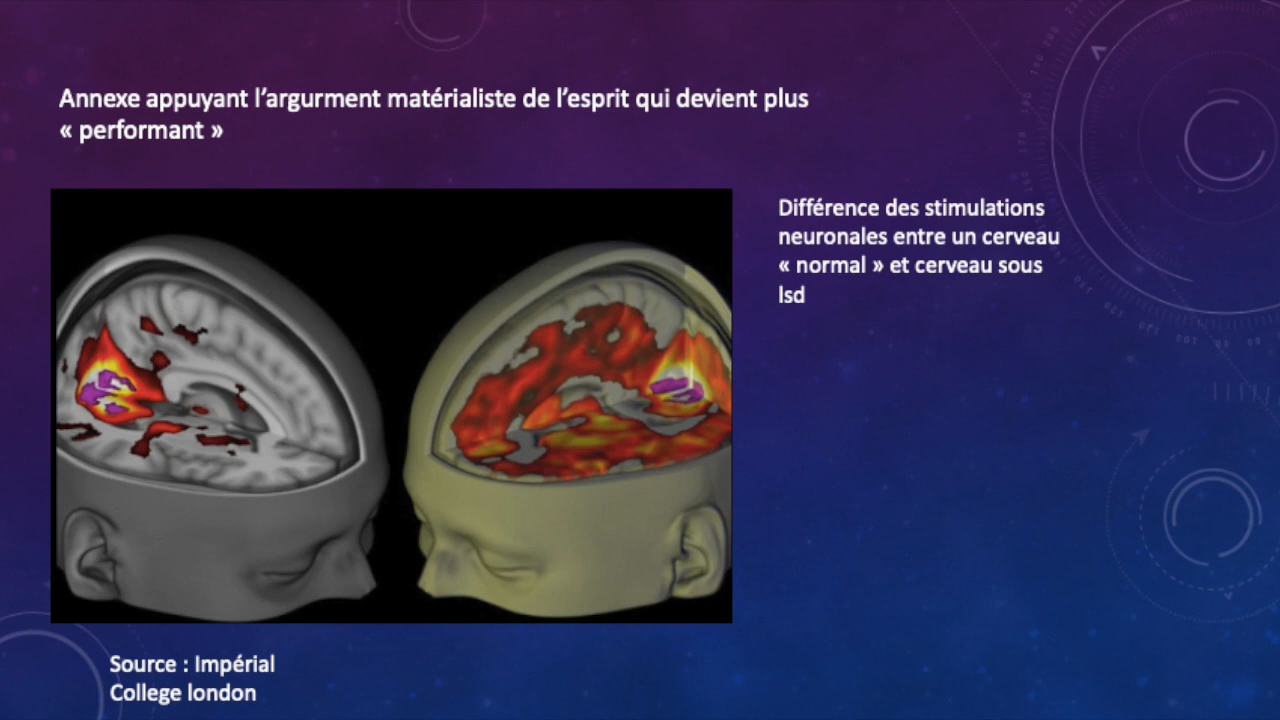 Annexe appuyant l’argurment matérialiste de l’esprit qui devient plus
« performant »
Différence des stimulations
neuronales entre un cerveau
« normal » et cerveau sous
lsd
Source : Impérial
College london